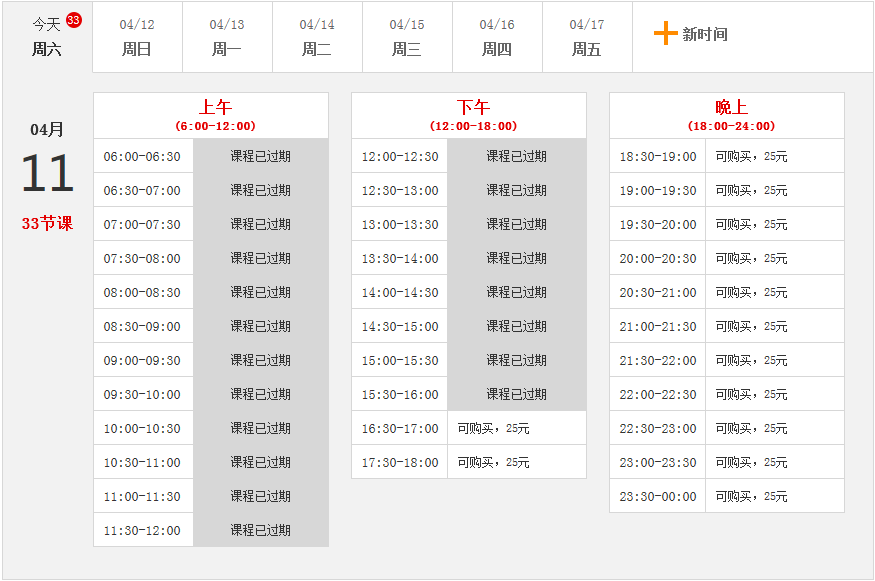 今天 33
周六
04/12
周日
04/13
周一
04/14
周二
04/15
周三
04/16
周四
04/17
周五
新时间
04月
11
33节课
上午
(6:00-12:00)
06:00-06:30 课程已过期
06:30-07:00 课程已过期
07:00-07:30 课程已过期
07:30-08:00 课程已过期
08:00-08:30 课程已过期
08:30-09:00 课程已过期
09:00-09:30 课程已过期
09:30-10:00 课程已过期
10:00-10:30 课程已过期
10:30-11:00 课程已过期
11:00-11:30 课程已过期
11:30-12:00 课程已过期
下午
(12:00-18:00)
12:00-12:30 课程已过期
12:30-13:00 课程已过期
13:00-13:30 课程已过期
13:30-14:00 课程已过期
14:00-14:30 课程已过期
14:30-15:00 课程已过期
15:00-15:30 课程已过期
15:30-16:00 课程已过期
16:30-17:00 可购买，25元
17:30-18:00 可购买，25元
晚上
(18:00-24:00)
18:30-19:00 可购买，25元
19:00-19:30 可购买，25元
19:30-20:00 可购买，25元
20:00-20:30 可购买，25元
20:30-21:00 可购买，25元
21:00-21:30 可购买，25元
21:30-22:00 可购买，25元
22:00-22:30 可购买，25元
22:30-23:00 可购买，25元
23:00-23:30 可购买，25元
23:30-00:00 可购买，25元